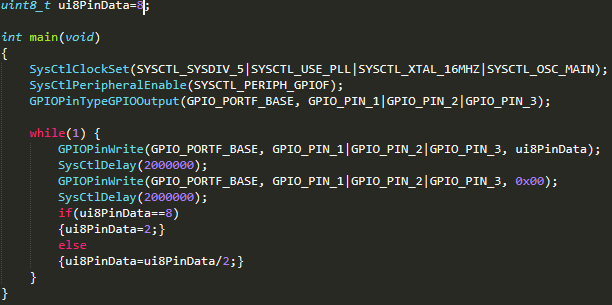 uint8_t ui8PinData=8;
int main(void)
{
SysCtlClockSet(SYSCTL_SYSDIV_5|SYSCTL_USE_PLL|SYSCTL_XTAL_16MHZ|SYSCTL_OSC_MAIN);
SysCtlPeripheralEnable(SYSCTL_PERIPH_GPIOF);
GPIOPinTypeGPIOOutput(GPIO_PORTF_BASE, GPIO_PIN_1|GPIO_PIN_2|GPIO_PIN_3);
while(1) {
GPIOPinWrite(GPIO_PORTF_BASE, GPIO_PIN_1|GPIO_PIN_2|GPIO_PIN_3, ui8PinData);
SysCtlDelay(2000000);
GPIOPinWrite(GPIO_PORTF_BASE, GPIO_PIN_1|GPIO_PIN_2|GPIO_PIN_3, 0x00);
SysCtlDelay(2000000);
if(ui8PinData==8)
{ui8PinData=2;}
else
{ui8PinData=ui8PinData/2;}
}
}